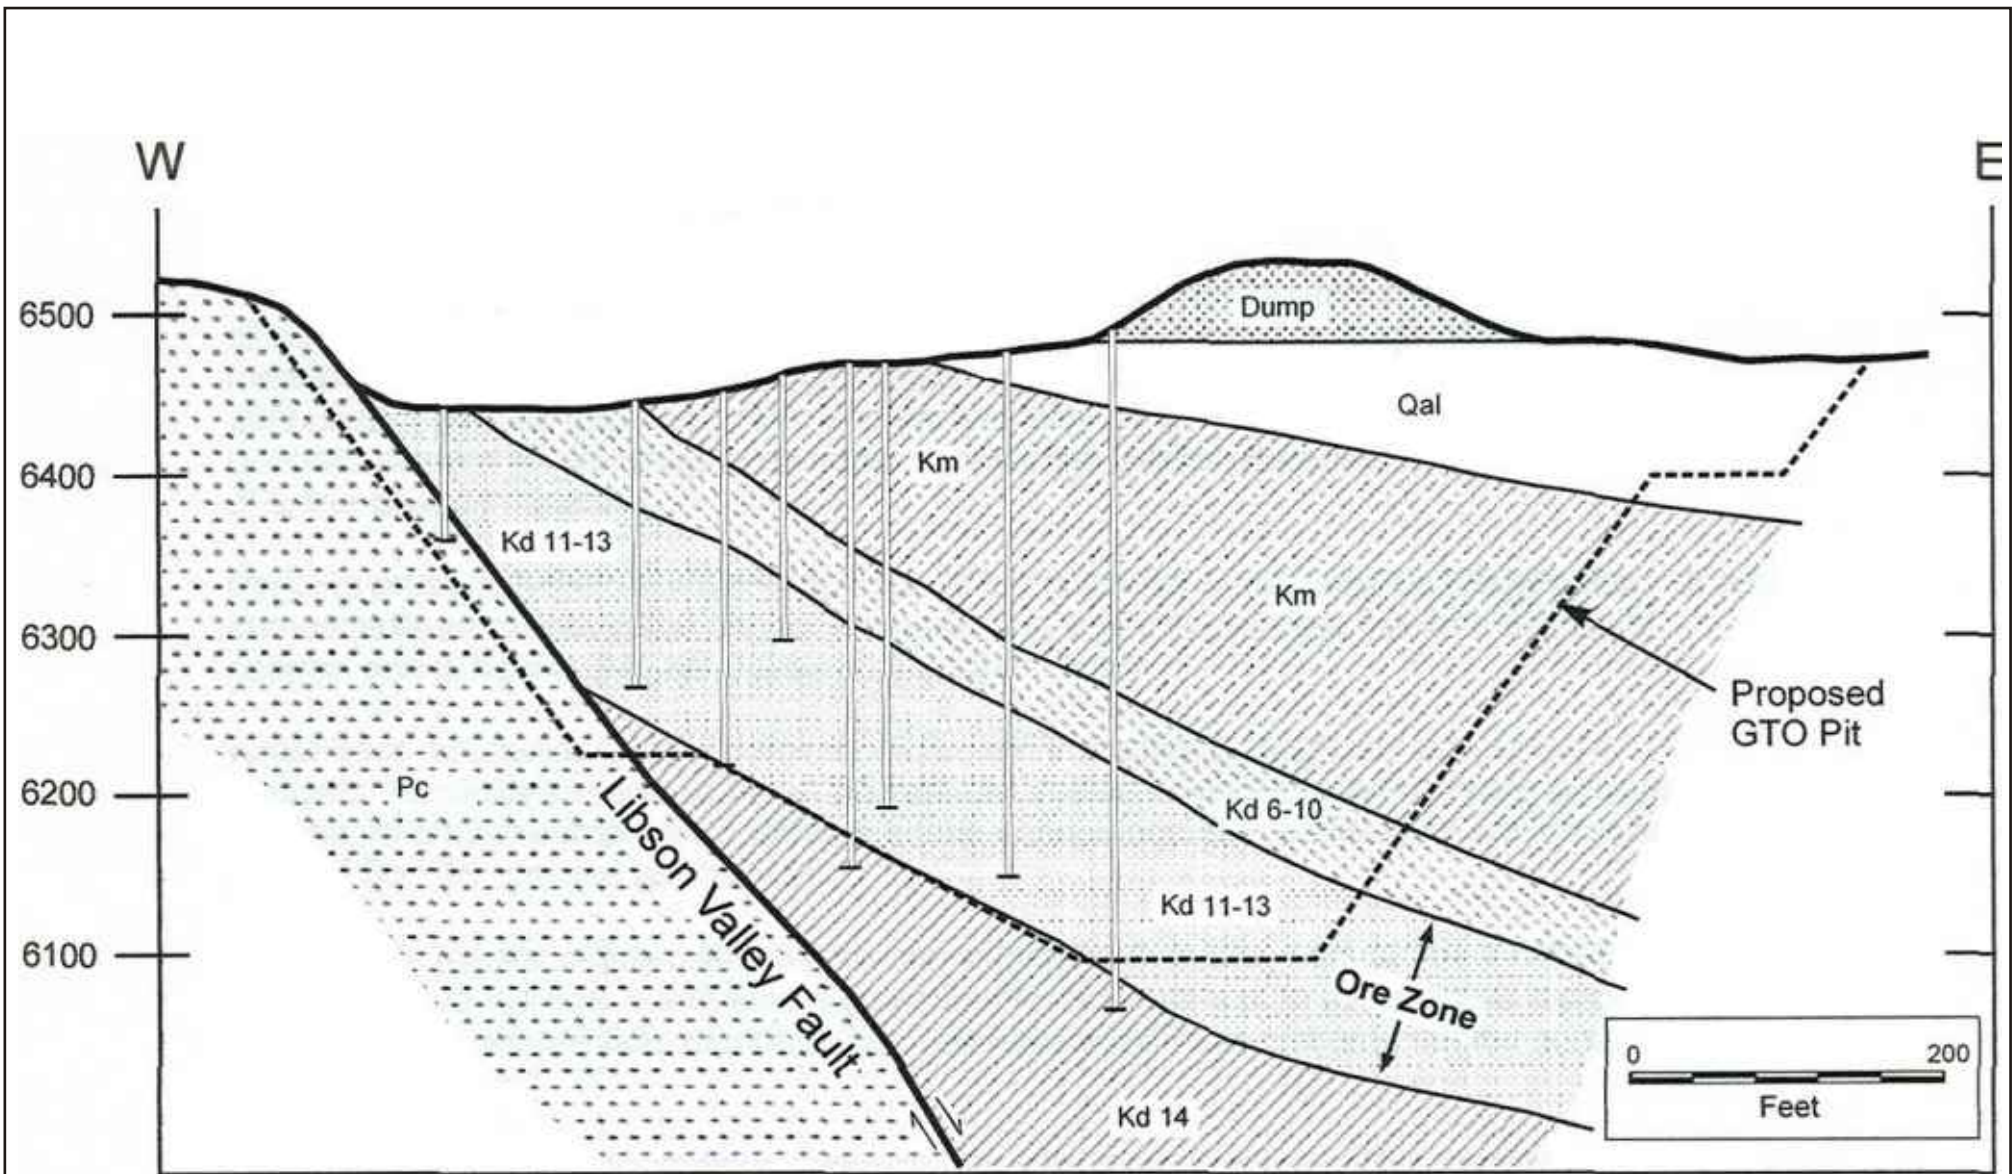 W
E
6500
6400
6300
6200
6100
Dump
Qal
Km
Kd 11-13
Km
Proposed
GTO Pit
Pc
Kd 6-10
Libson Valley Fault
Kd 11-13
Ore Zone
Kd 14
0 200
Feet